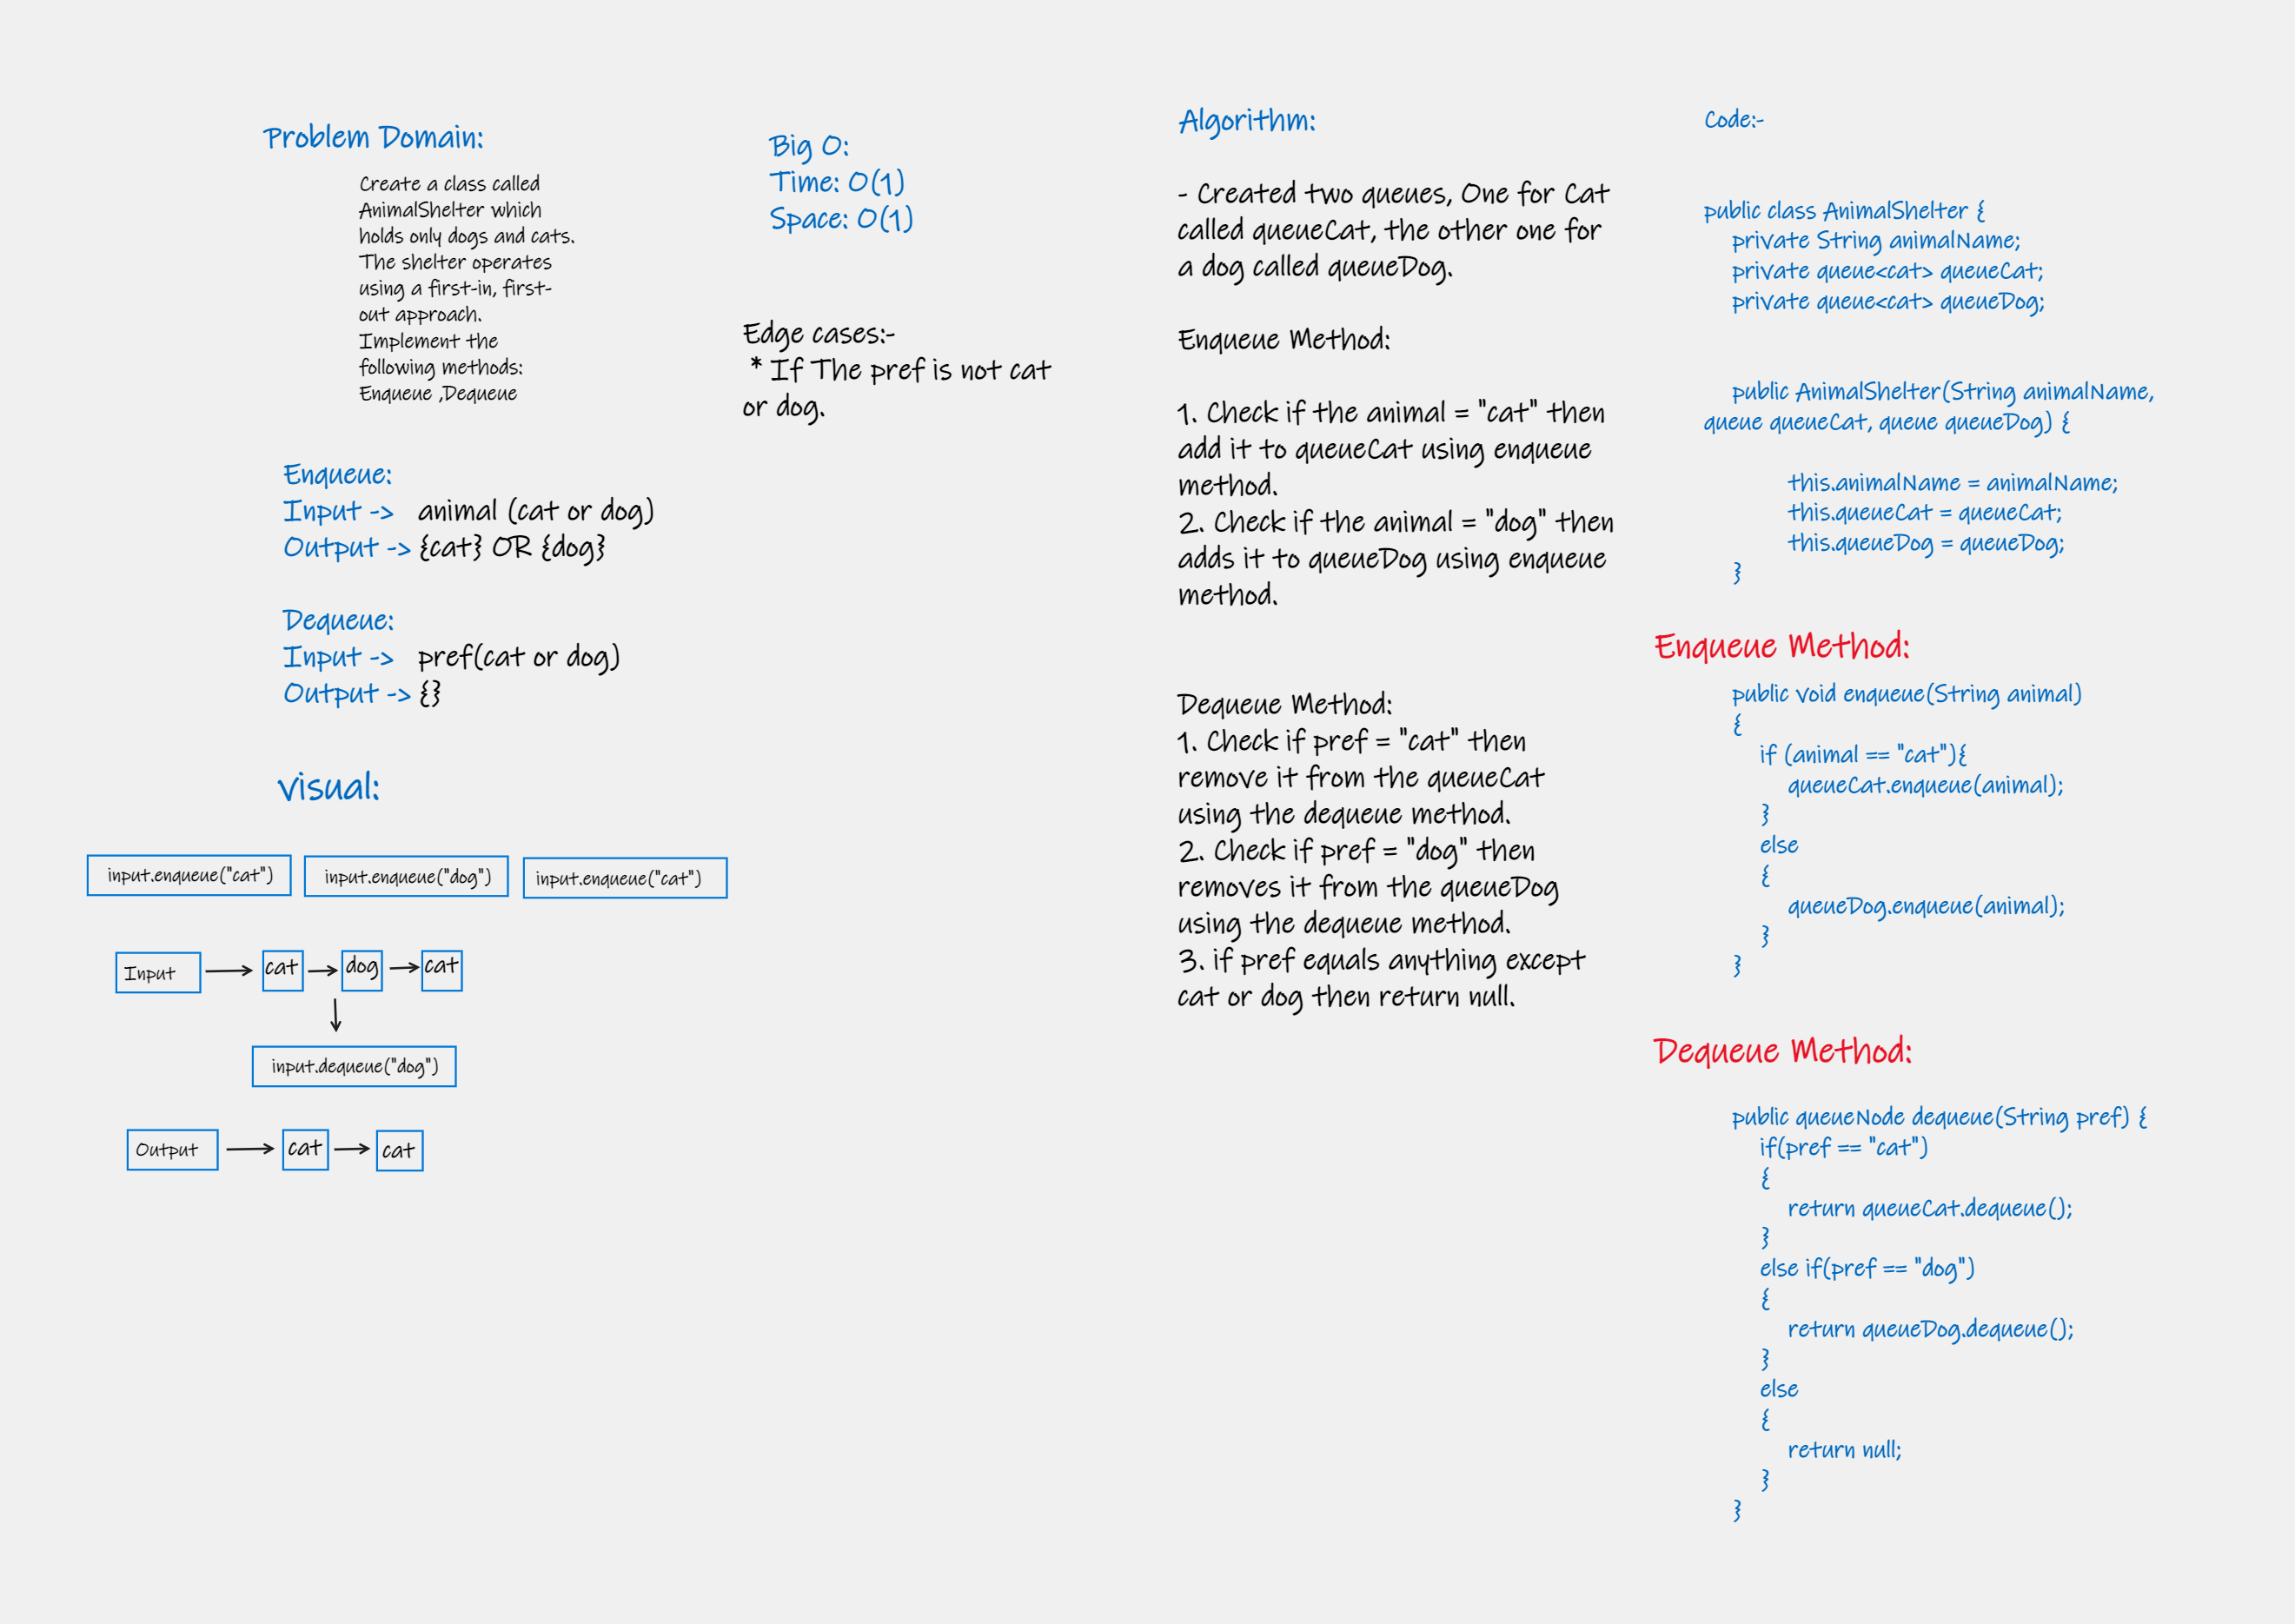 Problem Domain:
Create a class called
AnimalShelter which
holds only dogs and cats.
The shelter operates
using a first-in, first-
out approach.
Implement the
following methods:
Enqueue ,Dequeue
Enqueue:
Input -> animal (cat or dog)
Output -> {cat} OR {dog}
Dequeue:
Input -> pref(cat or dog)
Output -> {}
visual:
input.enqueue("cat")
input.enqueue("dog")
input.enqueue("cat")
Input
cat
dog
cat
input.dequeue("dog")
Output
cat
cat
Big O:
Time: O(1)
Space: O(1)
Edge cases:-
* If The pref is not cat
or dog.
Algorithm:
- Created two queues, One for Cat
called queueCat, the other one for
a dog called queueDog.
Enqueue Method:
1. Check if the animal = "cat" then
add it to queueCat using enqueue
method.
2. Check if the animal = "dog" then
adds it to queueDog using enqueue
method.
Dequeue Method:
1. Check if pref = "cat" then
remove it from the queueCat
using the dequeue method.
2. Check if pref = "dog" then
removes it from the queueDog
using the dequeue method.
3. if pref equals anything except
cat or dog then return null.
Code:-
public class AnimalShelter {
private String animalName;
private queue<cat> queueCat;
private queue<cat> queueDog;
public AnimalShelter(String animalName,
queue queueCat, queue queueDog) {
this.animalName = animalName;
this.queueCat = queueCat;
this.queueDog = queueDog;
}
Enqueue Method:
public void enqueue(String animal)
{
if (animal == "cat"){
queueCat.enqueue(animal);
}
else
{
queueDog.enqueue(animal);
}
}
Dequeue Method:
public queueNode dequeue(String pref) {
if(pref == "cat")
{
return queueCat.dequeue();
}
else if(pref == "dog")
{
return queueDog.dequeue();
}
else
{
return null;
}
}